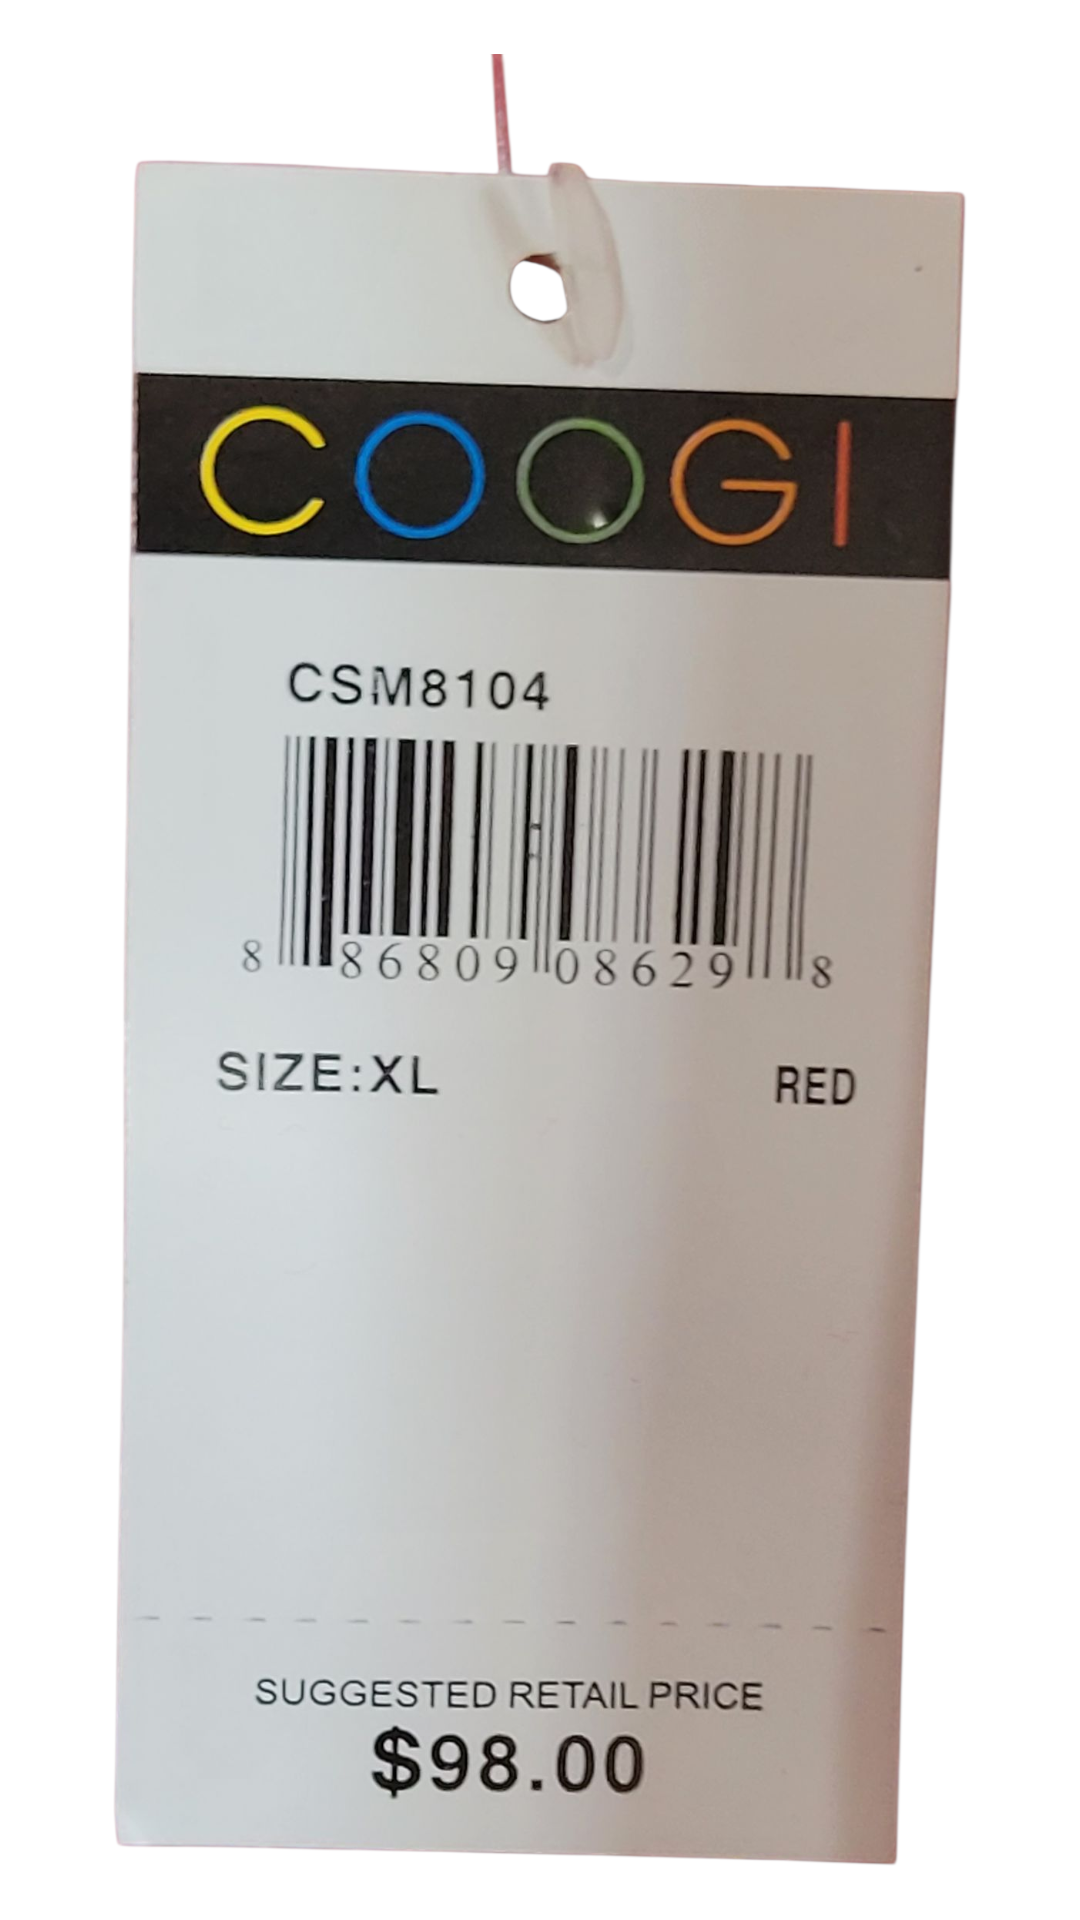 COOGI
CSM8104
8 86809 08629 8
SIZE:XL RED
SUGGESTED RETAIL PRICE
$98.00